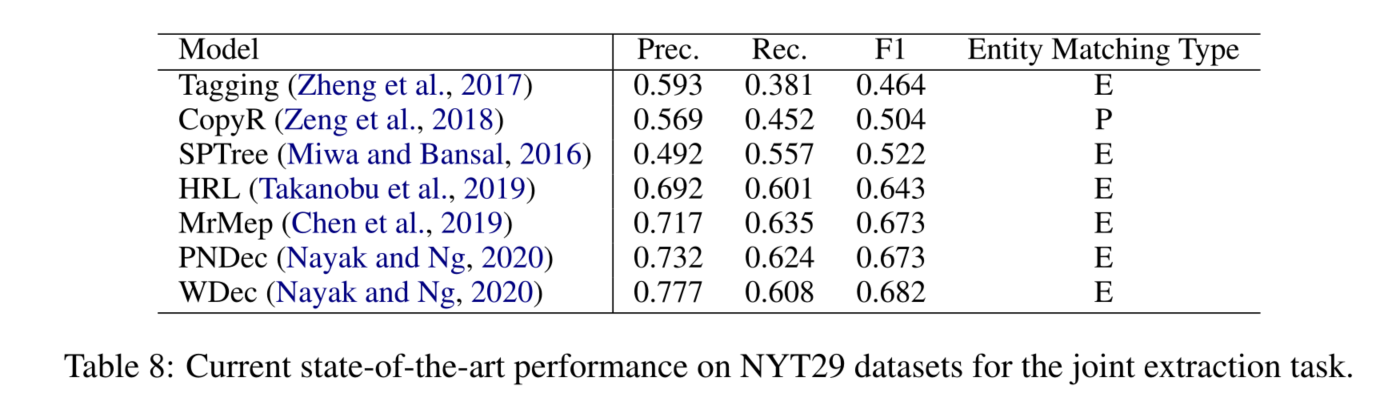 Model Prec. Rec. F1 Entity Matching Type
Tagging (Zheng et al., 2017) 0.593 0.381 0.464 E
CopyR (Zeng et al., 2018) 0.569 0.452 0.504 P
SPTree (Miwa and Bansal, 2016) 0.492 0.557 0.522 E
HRL (Takanobu et al., 2019) 0.692 0.601 0.643 E
MrMep (Chen et al., 2019) 0.717 0.635 0.673 E
PNDec (Nayak and Ng, 2020) 0.732 0.624 0.673 E
WDec (Nayak and Ng, 2020) 0.777 0.608 0.682 E
Table 8: Current state-of-the-art performance on NYT29 datasets for the joint extraction task.